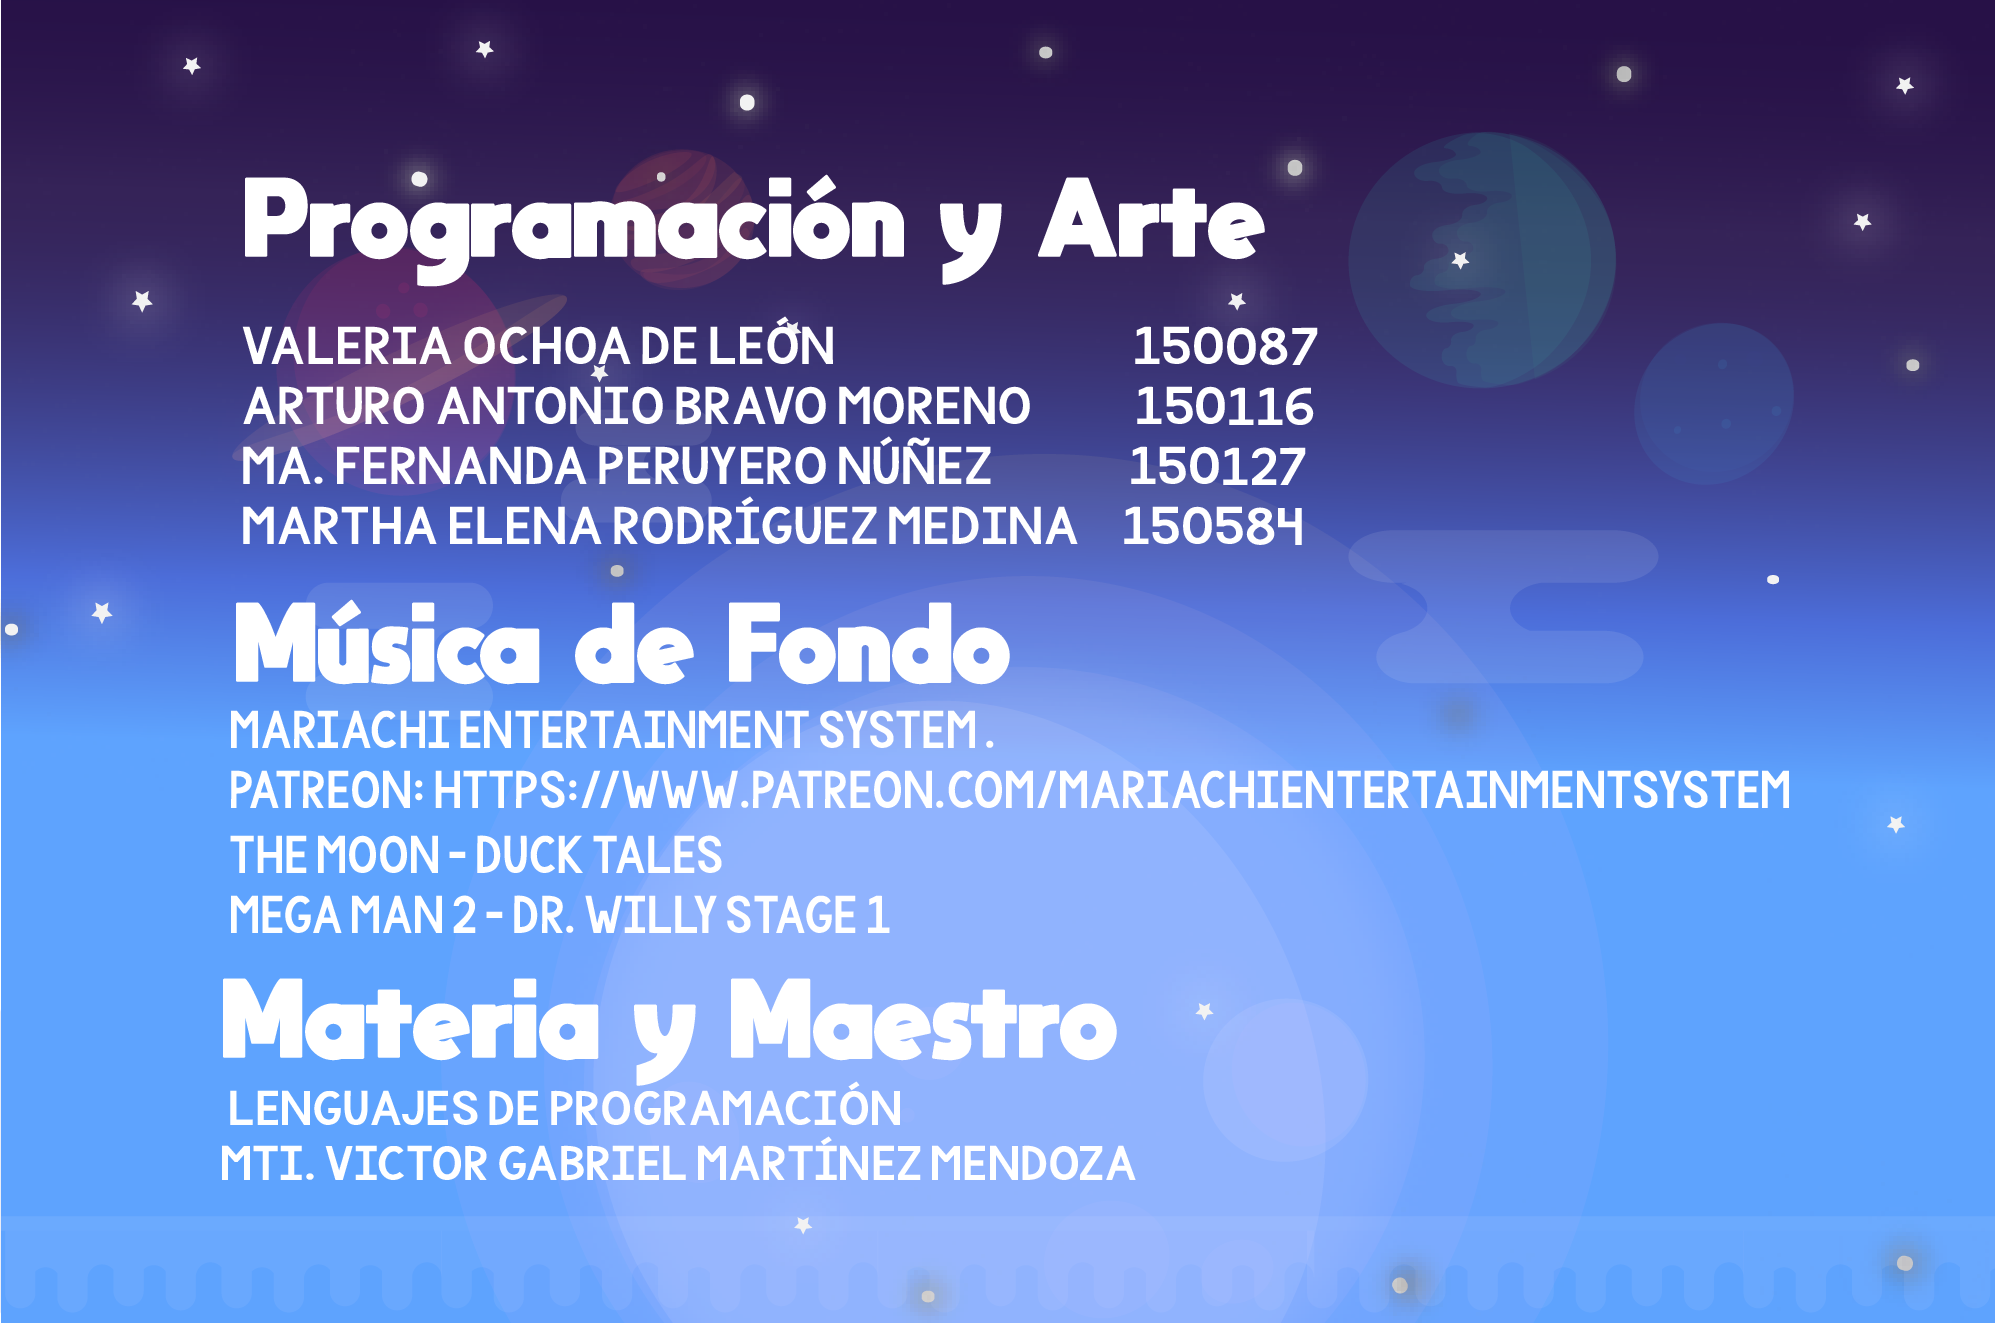 Programación y Arte
VALERIA OCHOA DE LEÓN 150087
ARTURO ANTONIO BRAVO MORENO 150116
MA. FERNANDA PERUYERO NÚÑEZ 150127
MARTHA ELENA RODRÍGUEZ MEDINA 150584
Música de Fondo
MARIACHI ENTERTAINMENT SYSTEM.
PATREON: HTTPS://WWW.PATREON.COM/MARIACHIENTERTAINMENTSYSTEM
THE MOON - DUCK TALES
MEGA MAN 2 - DR. WILLY STAGE 1
Materia y Maestro
LENGUAJES DE PROGRAMACIÓN
MTI. VICTOR GABRIEL MARTÍNEZ MENDOZA